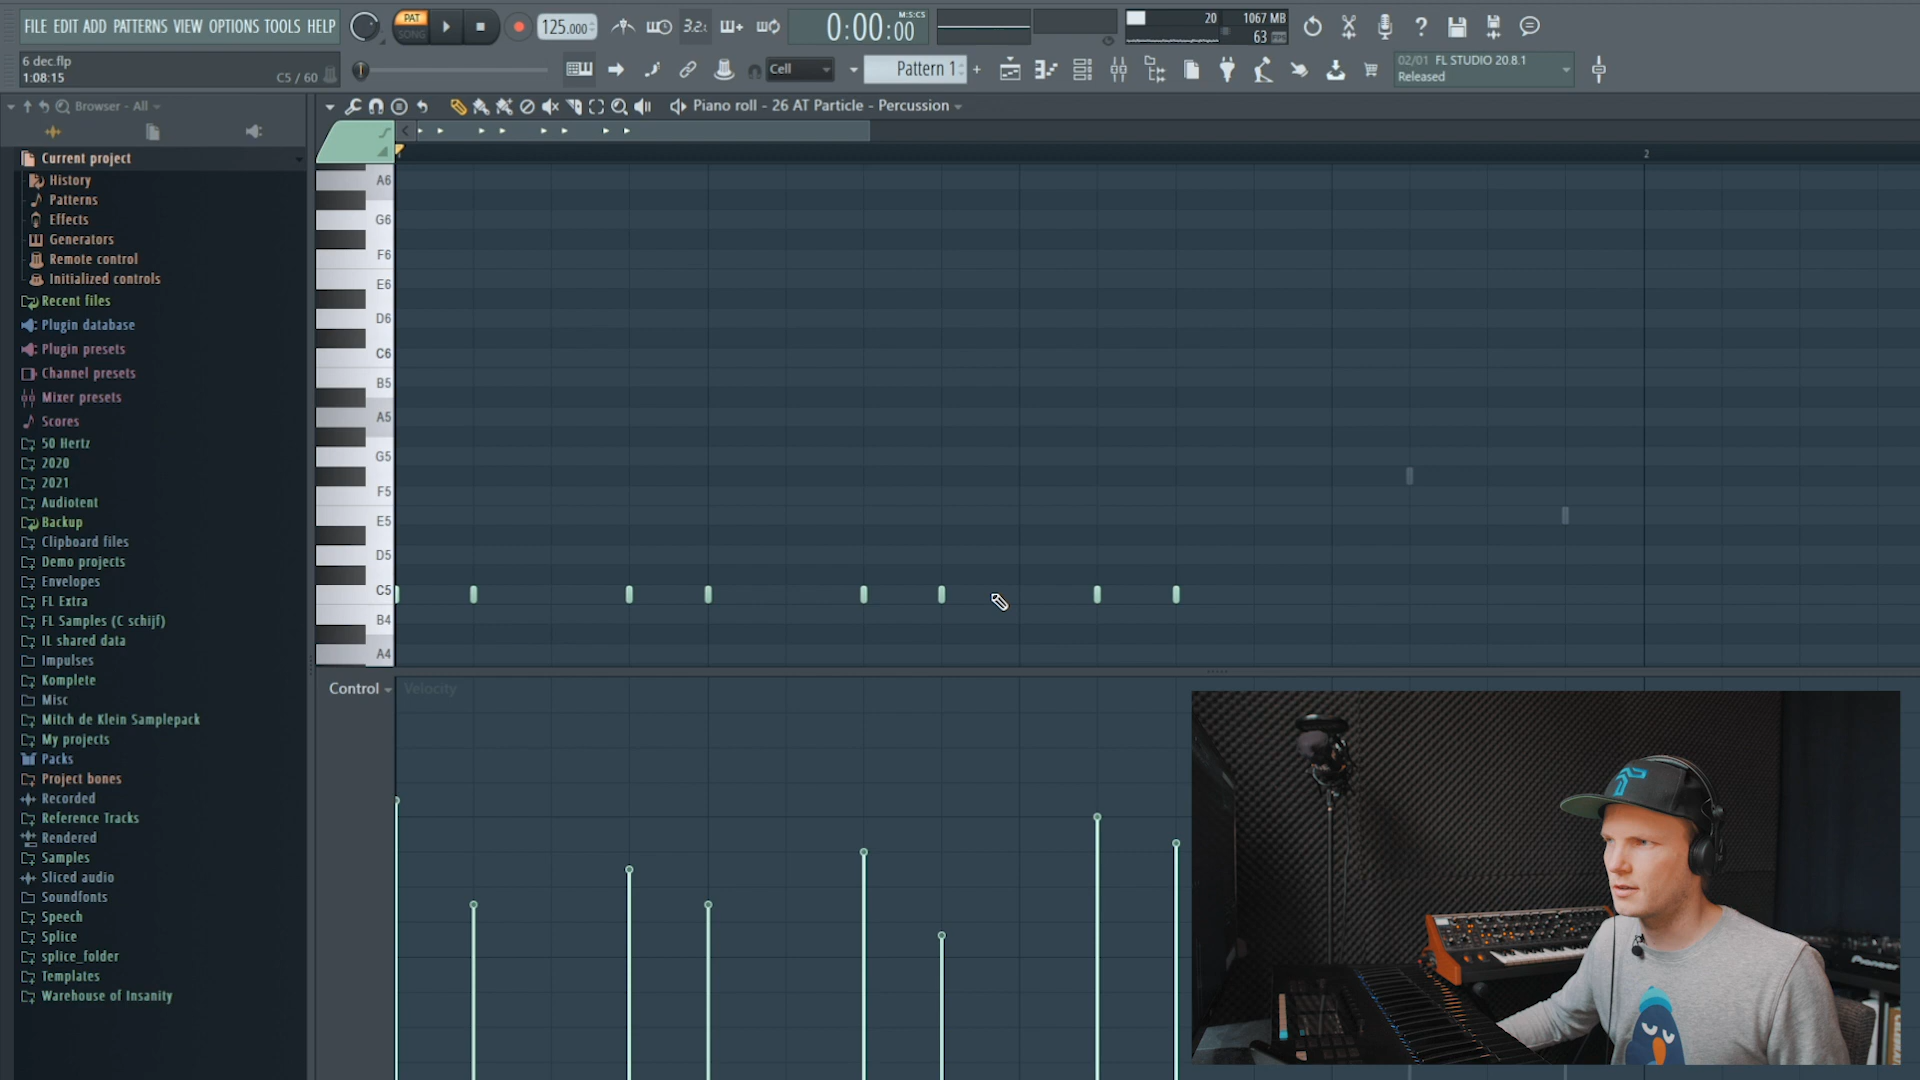 FILE EDIT ADD PATTERNS VIEW OPTIONS TOOLS HELP
PAT
SONG
125.000
3.2:
0:00:00
M:S:CS
20
1067 MB
63
6 dec.flp
1:08:15
C5 / 60
Cell
Pattern 1
+
02/01 FL STUDIO 20.8.1
Released
Browser - All
Piano roll - 26 AT Particle - Percussion
2
Current project
History
Patterns
Effects
Generators
Remote control
Initialized controls
Recent files
Plugin database
Plugin presets
Channel presets
Mixer presets
Scores
50 Hertz
2020
2021
Audiotent
Backup
Clipboard files
Demo projects
Envelopes
FL Extra
FL Samples (C schijf)
IL shared data
Impulses
Komplete
Misc
Mitch de Klein Samplepack
My projects
Packs
Project bones
Recorded
Reference Tracks
Rendered
Samples
Sliced audio
Soundfonts
Speech
Splice
splice_folder
Templates
Warehouse of Insanity
A6
G6
F6
E6
D6
C6
B5
A5
G5
F5
E5
D5
C5
B4
A4
Control
Velocity
Pioneer